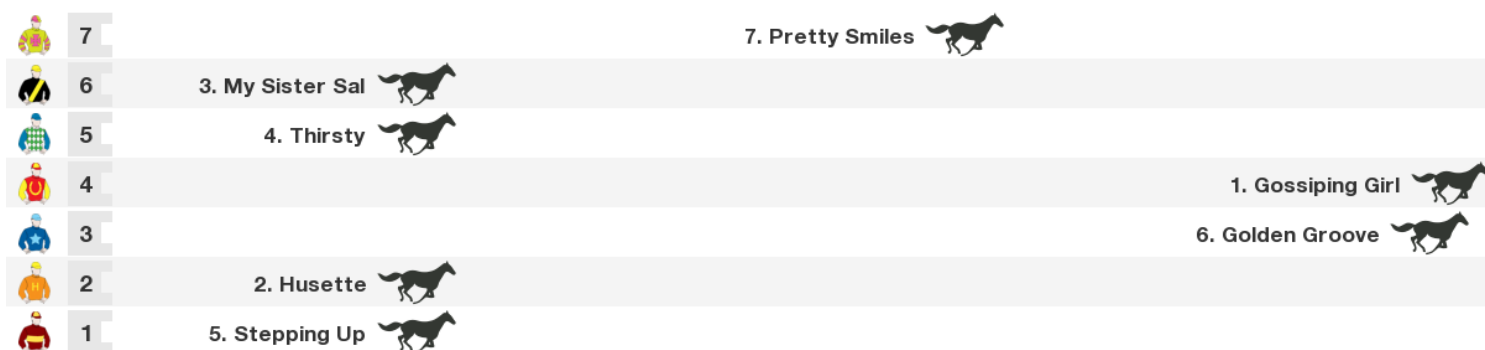 7 7. Pretty Smiles
6 3. My Sister Sal
5 4. Thirsty
4 1. Gossiping Girl
3 6. Golden Groove
2 H 2. Husette
1 5. Stepping Up